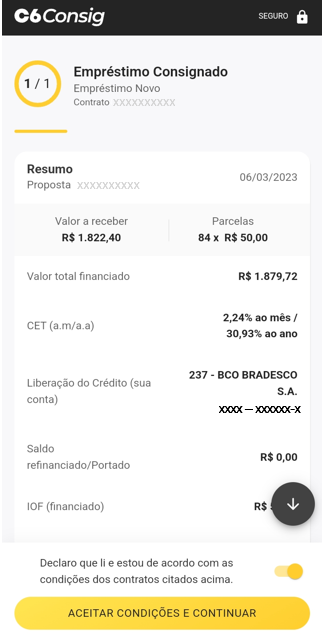 C6Consig
SEGURO
1 / 1
Empréstimo Consignado
Empréstimo Novo
Contrato XXXXXXXXXX
Resumo
Proposta XXXXXXXXXX
06/03/2023
Valor a receber
R$ 1.822,40
Parcelas
84 x R$ 50,00
Valor total financiado
R$ 1.879,72
CET (a.m/a.a)
2,24% ao mês /
30,93% ao ano
Liberação do Crédito (sua
conta)
237 - BCO BRADESCO
S.A.
XXXX — XXXXXX-X
Saldo
refinanciado/Portado
R$ 0,00
IOF (financiado)
R$
Declaro que li e estou de acordo com as
condições dos contratos citados acima.
ACEITAR CONDIÇÕES E CONTINUAR